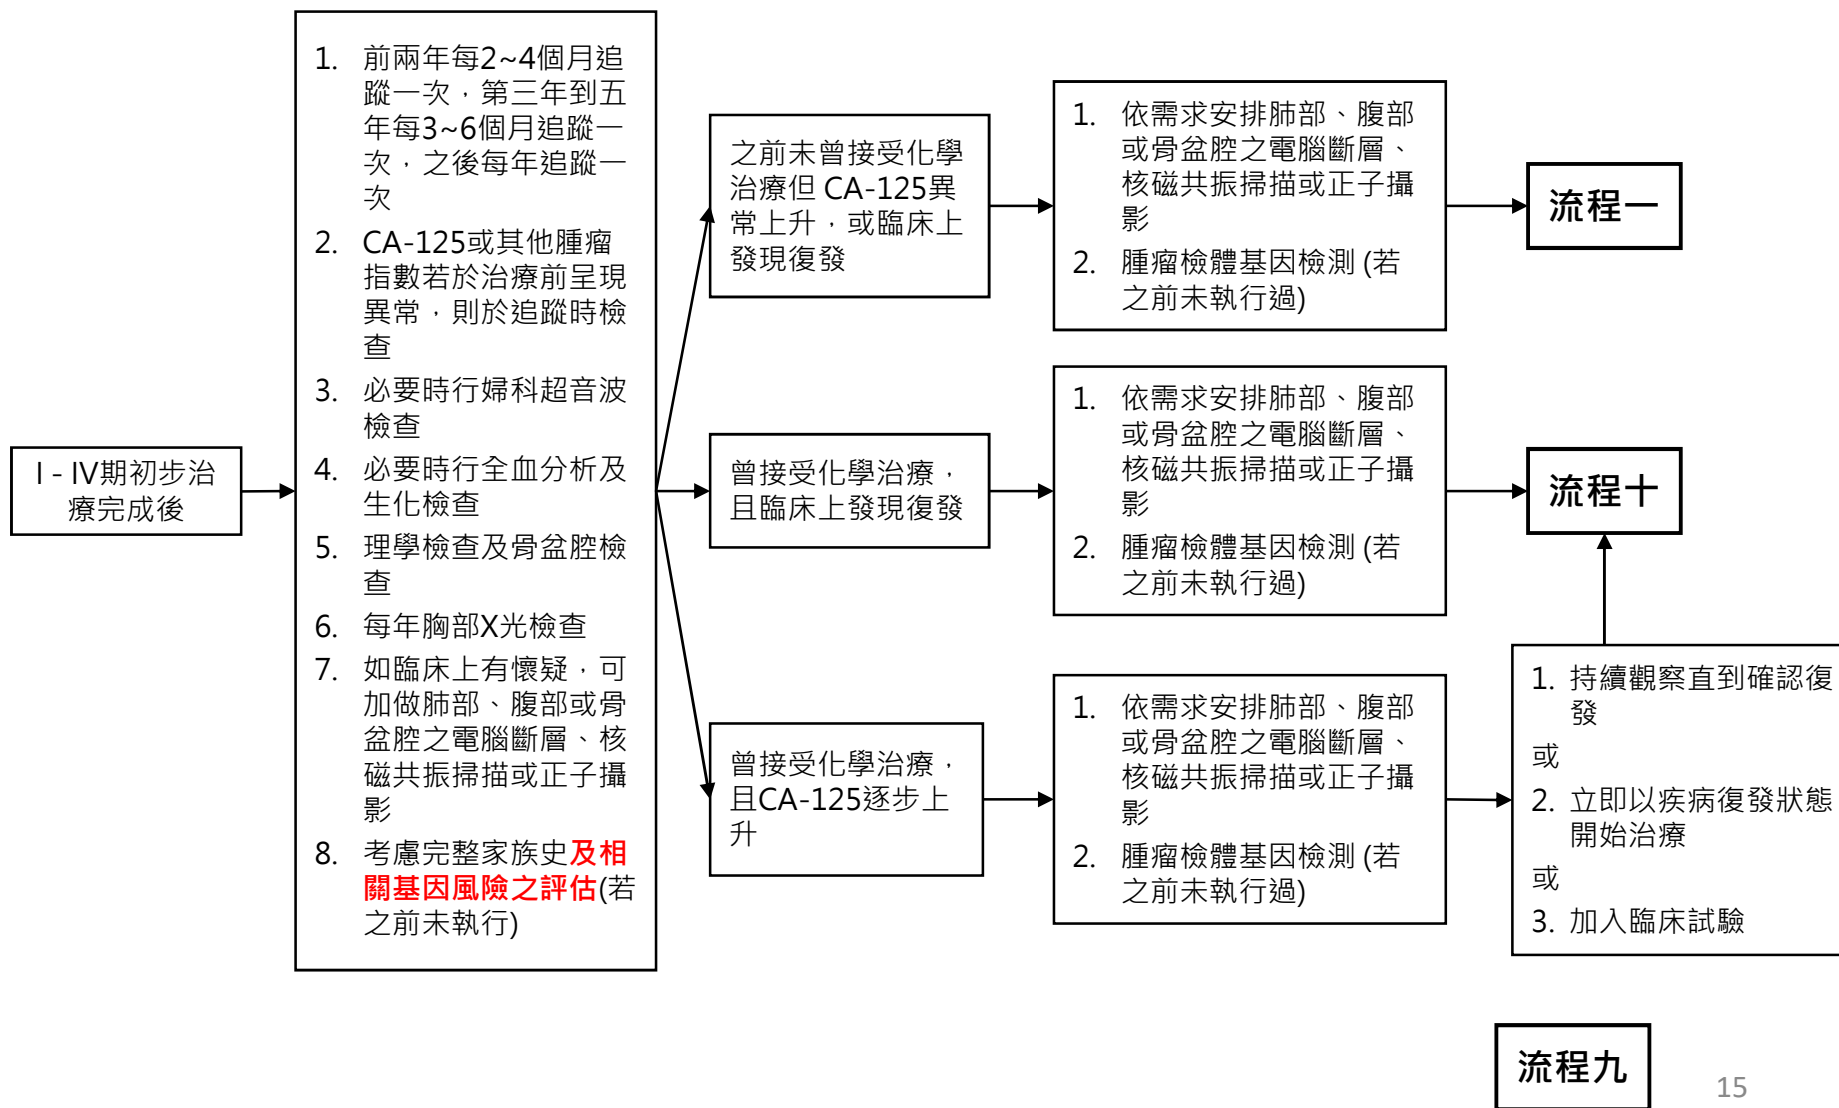 I - IV期初步治
療完成後
1. 前兩年每2~4個月追
蹤一次，第三年到五
年每3~6個月追蹤一
次，之後每年追蹤一
次
2. CA-125或其他腫瘤
指數若於治療前呈現
異常，則於追蹤時檢
查
3. 必要時行婦科超音波
檢查
4. 必要時行全血分析及
生化檢查
5. 理學檢查及骨盆腔檢
查
6. 每年胸部X光檢查
7. 如臨床上有懷疑，可
加做肺部、腹部或骨
盆腔之電腦斷層、核
磁共振掃描或正子攝
影
8. 考慮完整家族史及相
關基因風險之評估(若
之前未執行)
之前未曾接受化學
治療但 CA-125異
常上升，或臨床上
發現復發
1. 依需求安排肺部、腹部
或骨盆腔之電腦斷層、
核磁共振掃描或正子攝
影
2. 腫瘤檢體基因檢測 (若
之前未執行過)
流程一
曾接受化學治療，
且臨床上發現復發
1. 依需求安排肺部、腹部
或骨盆腔之電腦斷層、
核磁共振掃描或正子攝
影
2. 腫瘤檢體基因檢測 (若
之前未執行過)
流程十
曾接受化學治療，
且CA-125逐步上
升
1. 依需求安排肺部、腹部
或骨盆腔之電腦斷層、
核磁共振掃描或正子攝
影
2. 腫瘤檢體基因檢測 (若
之前未執行過)
1. 持續觀察直到確認復
發
或
2. 立即以疾病復發狀態
開始治療
或
3. 加入臨床試驗
流程九
15